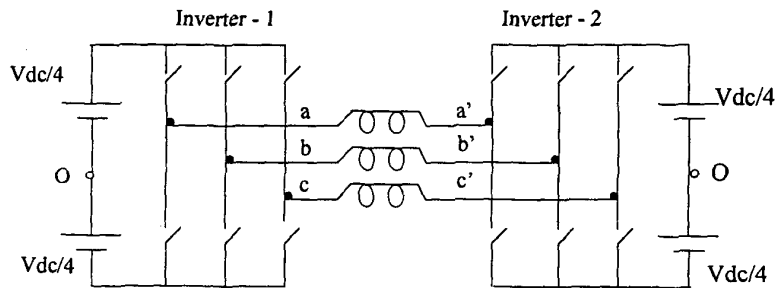 Inverter - 1
Inverter - 2
Vdc/4
Vdc/4
a
a'
b
b'
O
O
c
c'
Vdc/4
Vdc/4